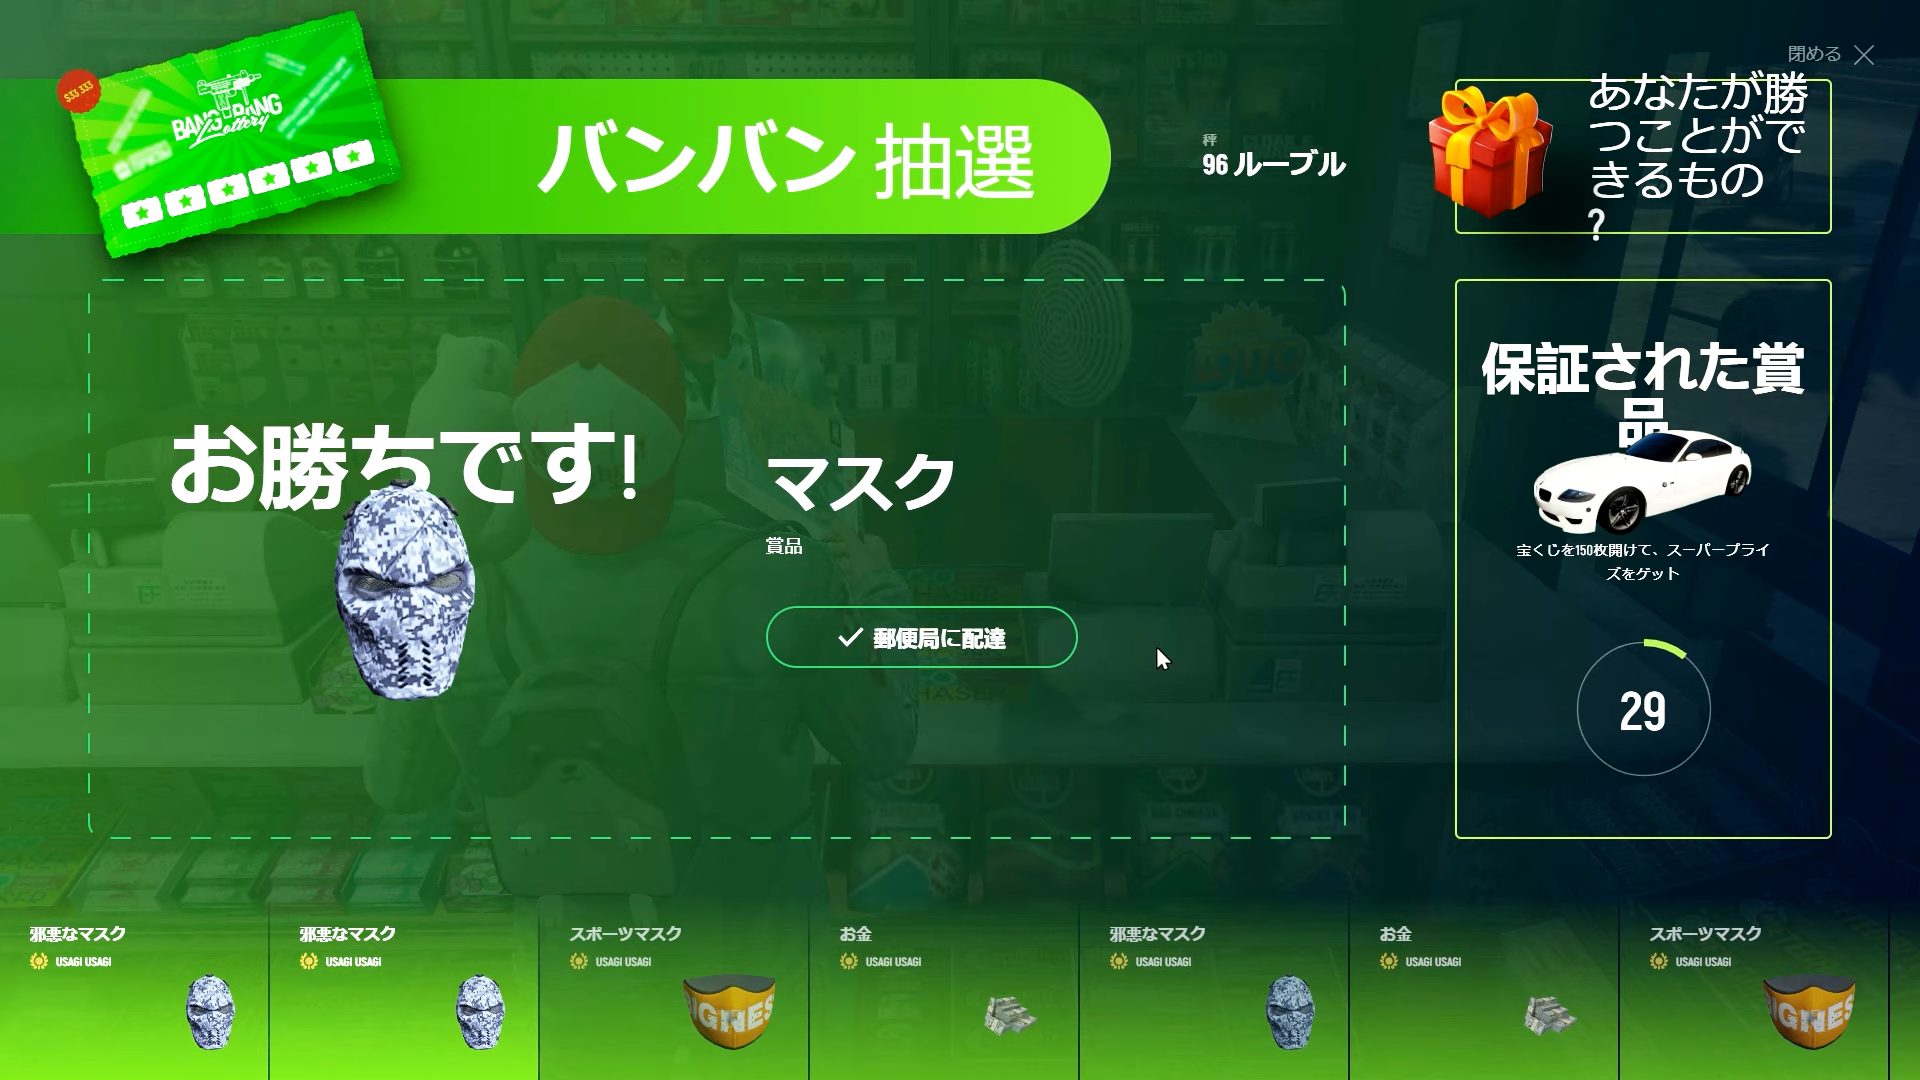 閉める
$33 333
BANG BANG
Lottery
バンバン 抽選
秤
96 ルーブル
あなたが勝
つことがで
きるもの
?
お勝ちです!
マスク
賞品
郵便局に配達
保証された賞
品
宝くじを150枚開けて、スーパープライ
ズをゲット
29
邪悪なマスク
USAGI USAGI
邪悪なマスク
USAGI USAGI
スポーツマスク
USAGI USAGI
お金
USAGI USAGI
邪悪なマスク
USAGI USAGI
お金
USAGI USAGI
スポーツマスク
USAGI USAGI